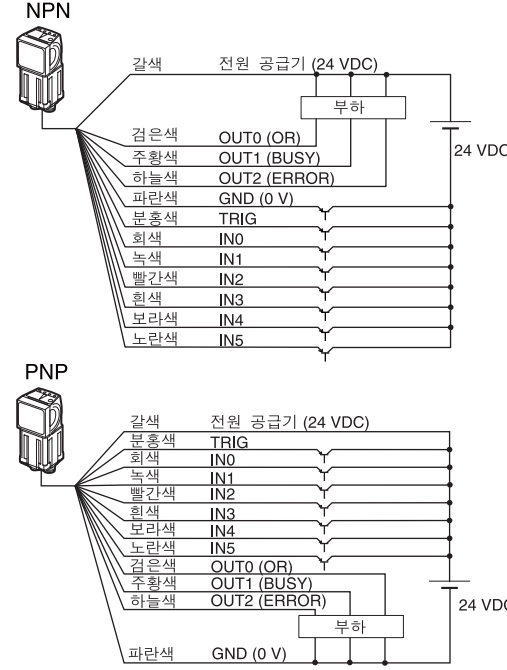 NPN
갈색 전원 공급기 (24 VDC)
부하
검은색 OUT0 (OR)
주황색 OUT1 (BUSY)
24 VDC
하늘색 OUT2 (ERROR)
파란색 GND (0 V)
분홍색 TRIG
회색 IN0
녹색 IN1
빨간색 IN2
흰색 IN3
보라색 IN4
노란색 IN5
PNP
갈색 전원 공급기 (24 VDC)
분홍색 TRIG
회색 IN0
녹색 IN1
빨간색 IN2
흰색 IN3
보라색 IN4
노란색 IN5
검은색 OUT0 (OR)
주황색 OUT1 (BUSY)
하늘색 OUT2 (ERROR)
24 VDC
부하
파란색 GND (0 V)